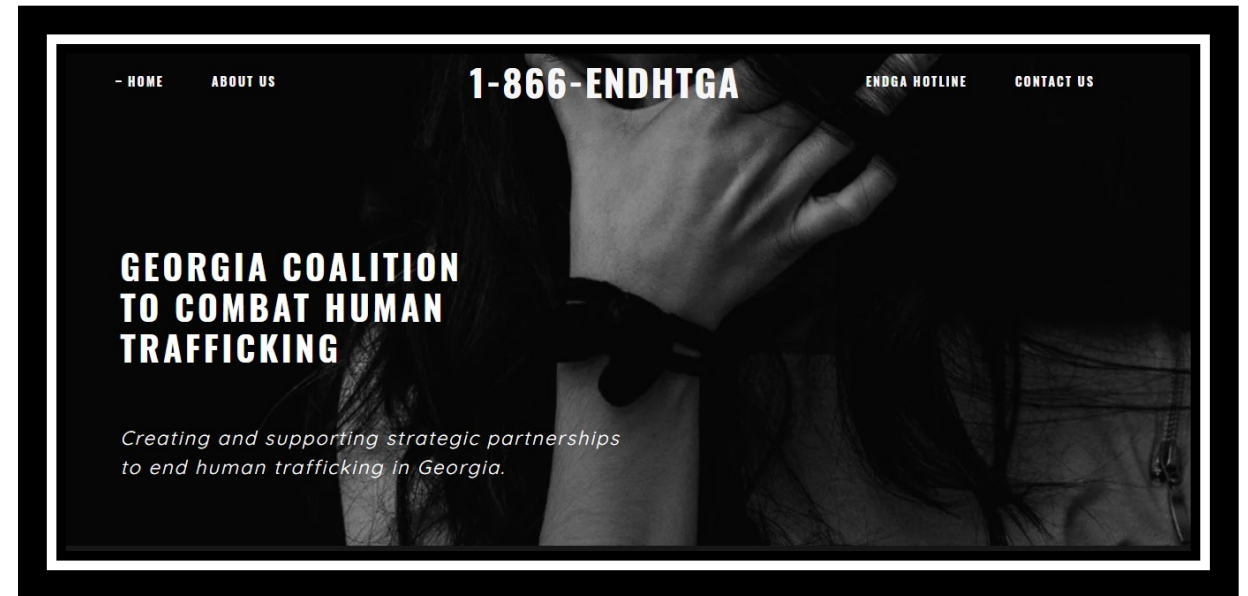 – HOME
ABOUT US
1-866-ENDHTGA
ENDGA HOTLINE
CONTACT US
GEORGIA COALITION
TO COMBAT HUMAN
TRAFFICKING
Creating and supporting strategic partnerships
to end human trafficking in Georgia.